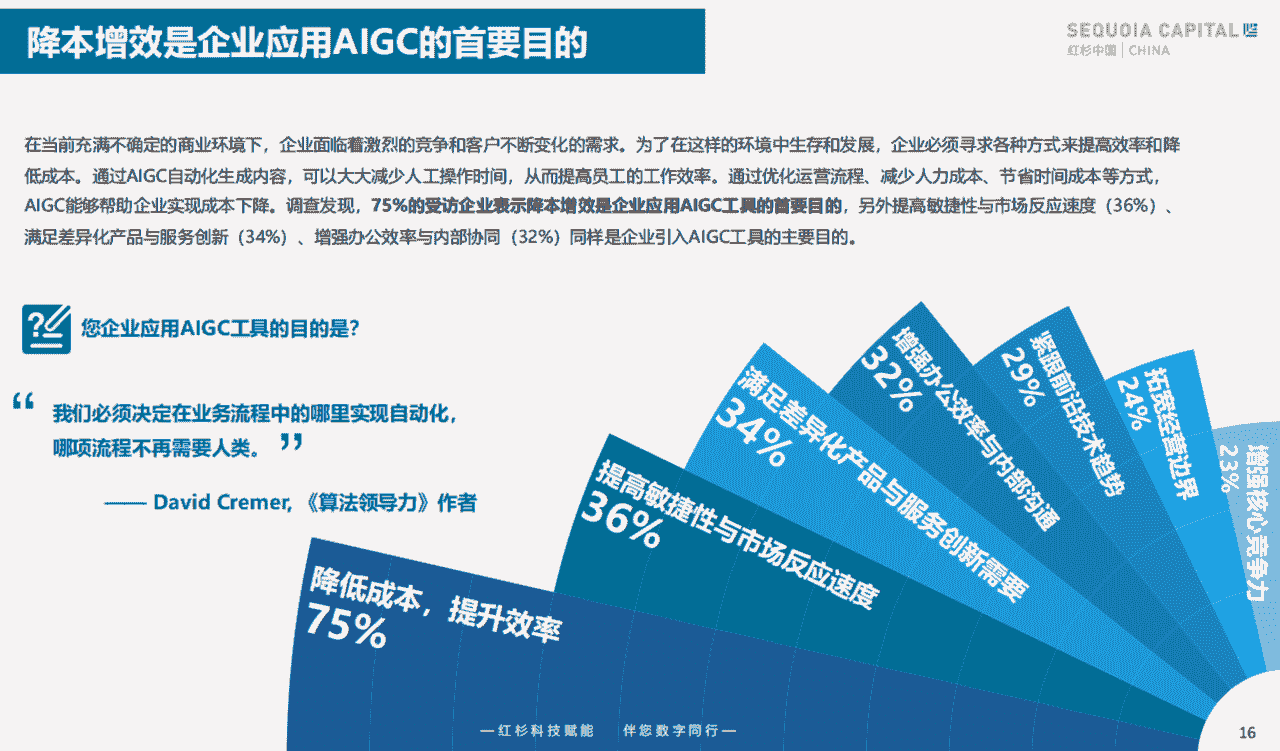 降本增效是企业应用AIGC的首要目的
SEQUOIA CAPITAL
红杉中国 | CHINA
在当前充满不确定的商业环境下，企业面临着激烈的竞争和客户不断变化的需求。为了在这样的环境中生存和发展，企业必须寻求各种方式来提高效率和降
低成本。通过AIGC自动化生成内容，可以大大减少人工操作时间，从而提高员工的工作效率。通过优化运营流程、减少人力成本、节省时间成本等方式，
AIGC能够帮助企业实现成本下降。调查发现，75%的受访企业表示降本增效是企业应用AIGC工具的首要目的，另外提高敏捷性与市场反应速度（36%）、
满足差异化产品与服务创新（34%）、增强办公效率与内部协同（32%）同样是企业引入AIGC工具的主要目的。
您企业应用AIGC工具的目的是？
“我们必须决定在业务流程中的哪里实现自动化，
哪项流程不再需要人类。”
—— David Cremer, 《算法领导力》作者
降低成本，提升效率
75%
提高敏捷性与市场反应速度
36%
满足差异化产品与服务创新需要
34%
增强办公效率与内部沟通
32%
紧跟前沿技术趋势
29%
拓宽经营边界
24%
增强核心竞争力
23%
—红杉科技赋能 伴您数字同行—
16